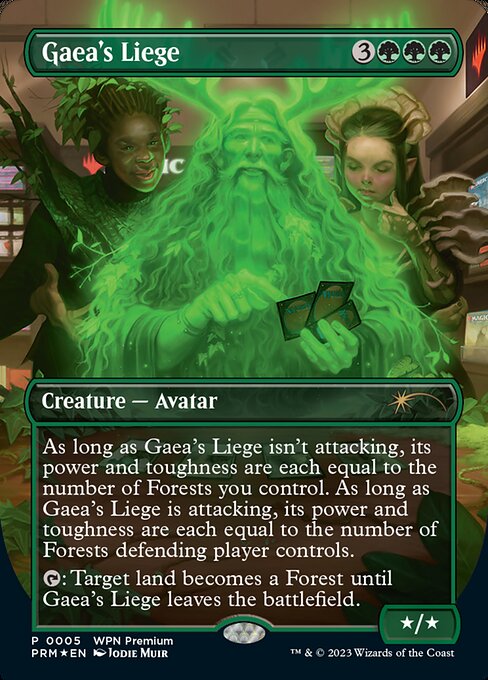 Gaea's Liege 3
IC
MAGIC
Creature — Avatar
As long as Gaea's Liege isn't attacking, its
power and toughness are each equal to the
number of Forests you control. As long as
Gaea's Liege is attacking, its power and
toughness are each equal to the number of
Forests defending player controls.
: Target land becomes a Forest until
Gaea's Liege leaves the battlefield.
*/*
P 0005 WPN Premium
PRM★EN Jodie Muir
™ & © 2023 Wizards of the Coast